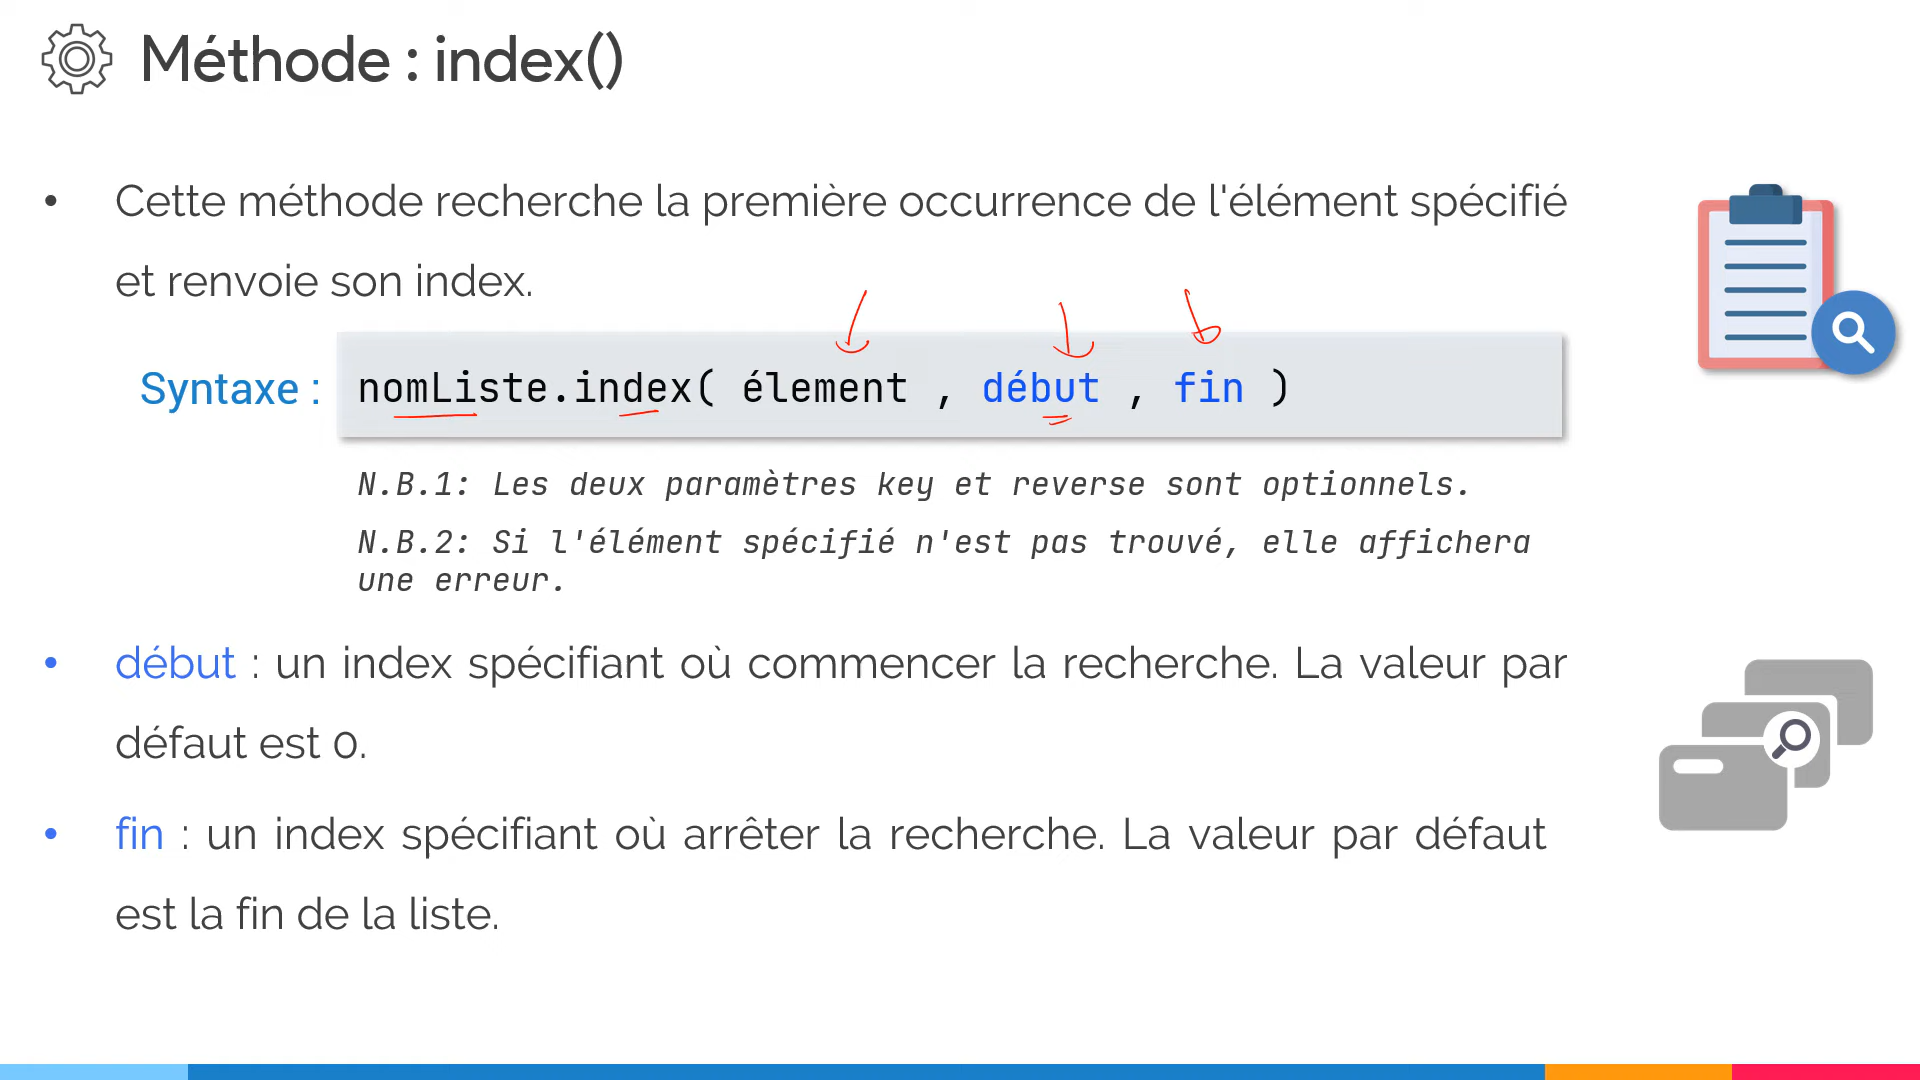 Méthode : index()
• Cette méthode recherche la première occurrence de l'élément spécifié
et renvoie son index.
Syntaxe : nomListe.index( élement , début , fin )
N.B.1: Les deux paramètres key et reverse sont optionnels.
N.B.2: Si l'élément spécifié n'est pas trouvé, elle affichera
une erreur.
• début : un index spécifiant où commencer la recherche. La valeur par
défaut est 0.
• fin : un index spécifiant où arrêter la recherche. La valeur par défaut
est la fin de la liste.